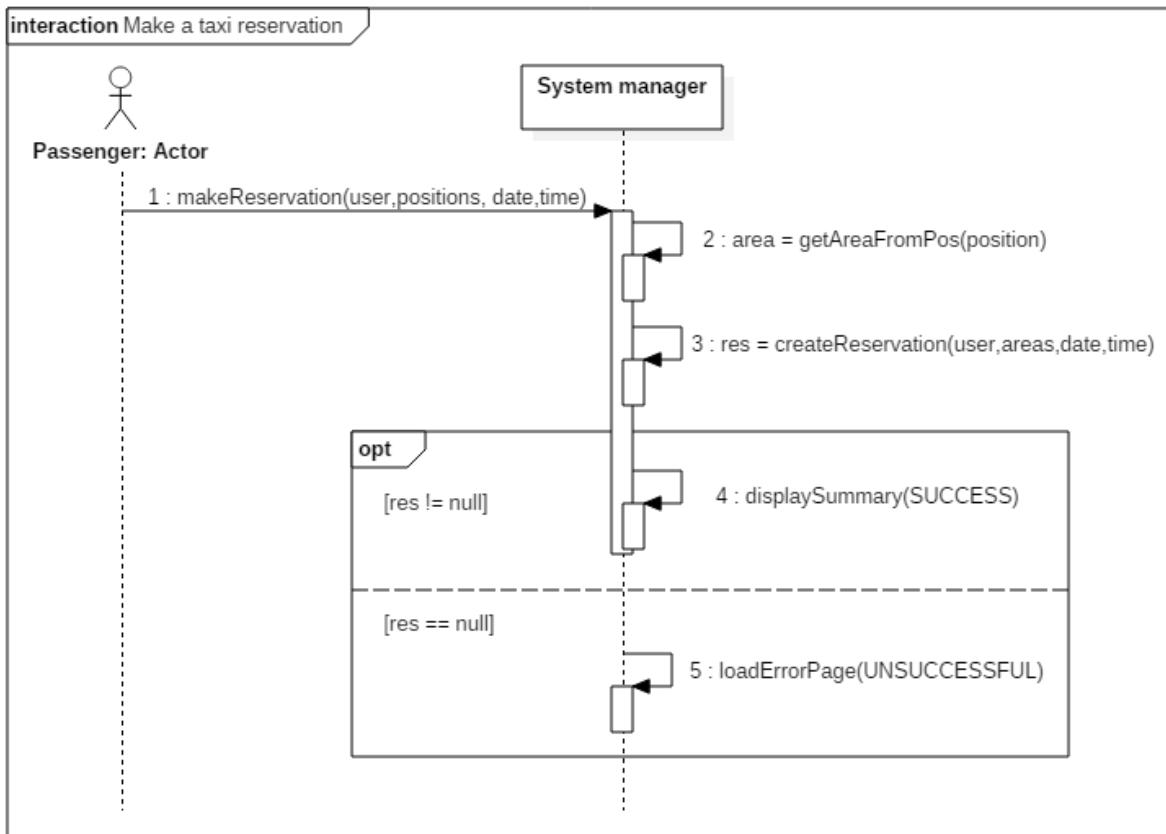 interaction Make a taxi reservation
System manager
Passenger: Actor
1 : makeReservation(user,positions, date,time)
2 : area = getAreaFromPos(position)
3 : res = createReservation(user,areas,date,time)
opt
[res != null]
4 : displaySummary(SUCCESS)
[res == null]
5 : loadErrorPage(UNSUCCESSFUL)